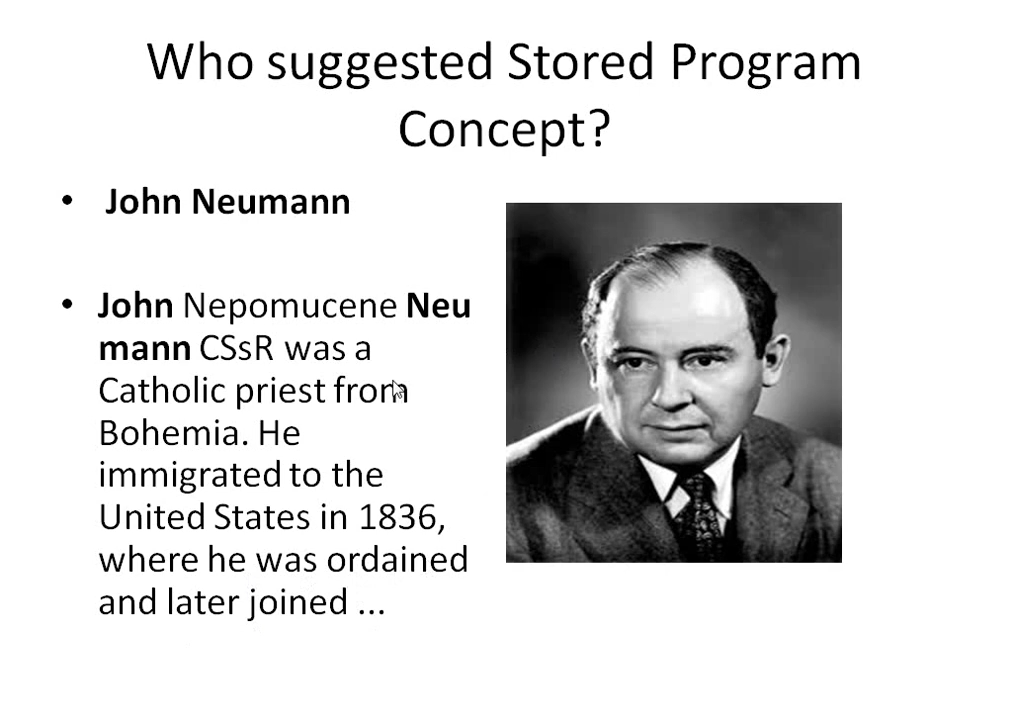 Who suggested Stored Program
Concept?
• John Neumann
• John Nepomucene Neu
mann CSsR was a
Catholic priest from
Bohemia. He
immigrated to the
United States in 1836,
where he was ordained
and later joined ...